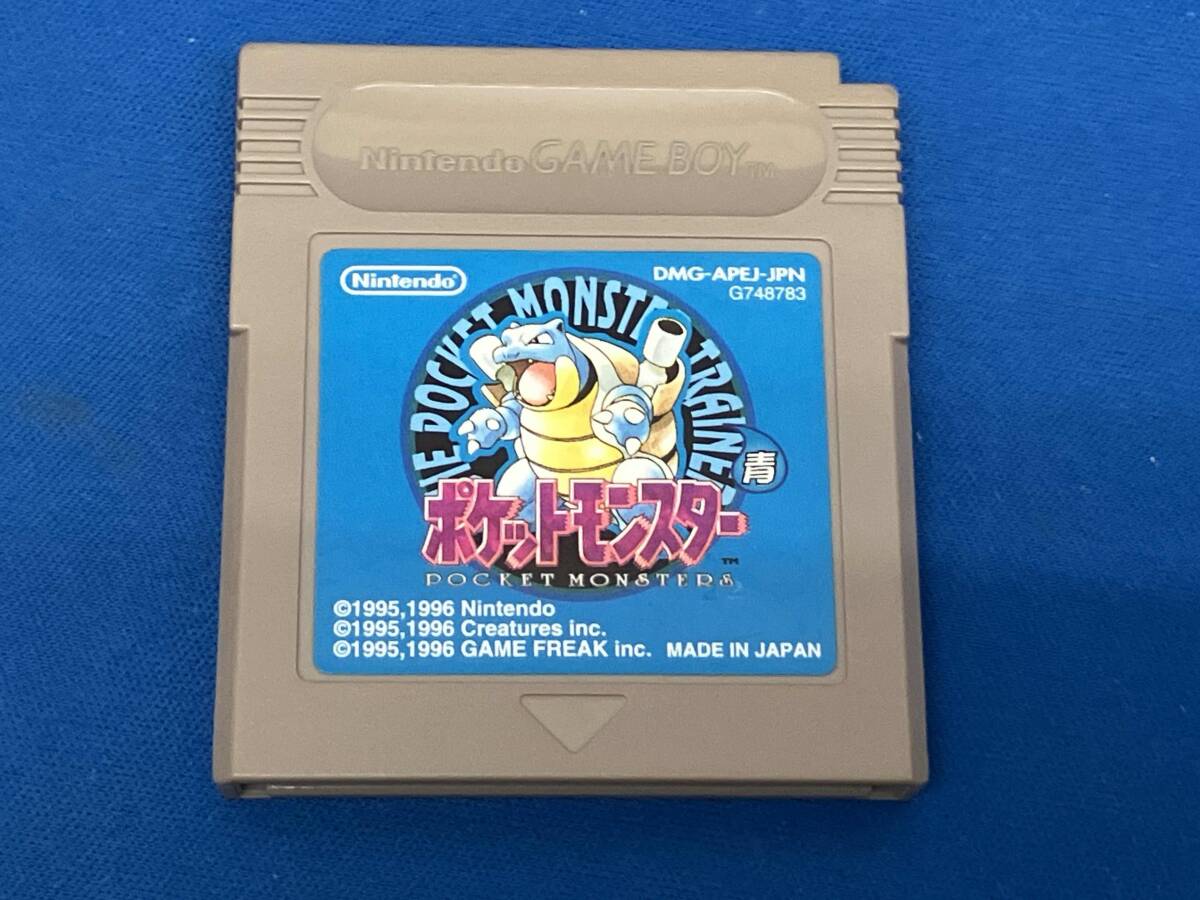 Nintendo GAME BOY™
Nintendo
DMG-APEJ-JPN
G748783
POCKET MONSTER TRAINER
青
ポケットモンスター™
POCKET MONSTERS
©1995,1996 Nintendo
©1995,1996 Creatures inc.
©1995,1996 GAME FREAK inc. MADE IN JAPAN